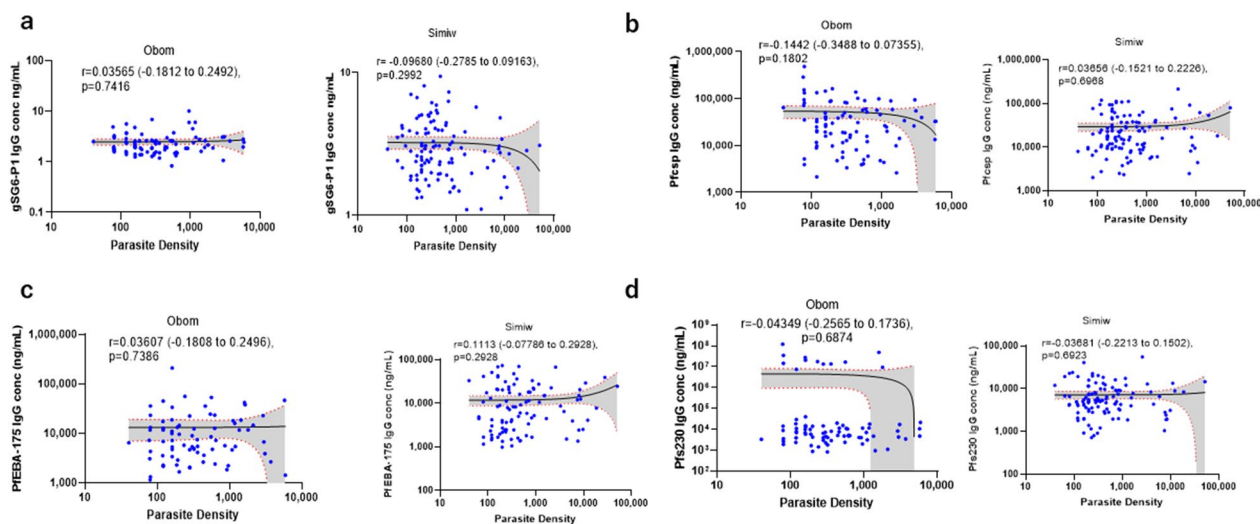 a
Obom
r=0.03565 (-0.1812 to 0.2492),
p=0.7416
gSG6-P1 IgG conc ng/mL
100
10
1
0.1
10
100
1,000
10,000
Parasite Density
Simiw
r= -0.09680 (-0.2785 to 0.09163),
p=0.2992
gSG6-P1 IgG conc ng/mL
10
1
10
100
1,000
10,000
100,000
Parasite Density
b
Obom
r=-0.1442 (-0.3488 to 0.07355),
p=0.1802
Pfcsp IgG conc (ng/mL)
1,000,000
100,000
10,000
1,000
10
100
1,000
10,000
Parasite Density
Simiw
r=0.03656 (-0.1521 to 0.2226),
p=0.6968
Pfcsp IgG conc (ng/mL)
1,000,000
100,000
10,000
1,000
10
100
1,000
10,000
100,000
Parasite Density
c
Obom
r=0.03607 (-0.1808 to 0.2496),
p=0.7386
PfEBA-175 IgG conc (ng/mL)
1,000,000
100,000
10,000
1,000
10
100
1,000
10,000
Parasite Density
Simiw
r=0.1113 (-0.07786 to 0.2928),
p=0.2928
PfEBA-175 IgG conc (ng/mL)
100,000
10,000
1,000
100
10
100
1,000
10,000
100,000
Parasite Density
d
Obom
r=-0.04349 (-0.2565 to 0.1736),
p=0.6874
Pfs230 IgG conc (ng/mL)
10⁹
10⁸
10⁷
10⁶
10⁵
10⁴
10³
10²
10
100
1,000
10,000
Parasite Density
Simiw
r=-0.03681 (-0.2213 to 0.1502),
p=0.6923
Pfs230 IgG conc (ng/mL)
100,000
10,000
1,000
100
10
100
1,000
10,000
100,000
Parasite Density